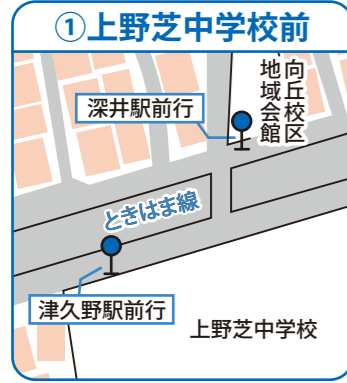 ①上野芝中学校前
向丘校区
地域会館
深井駅前行
ときはま線
津久野駅前行
上野芝中学校